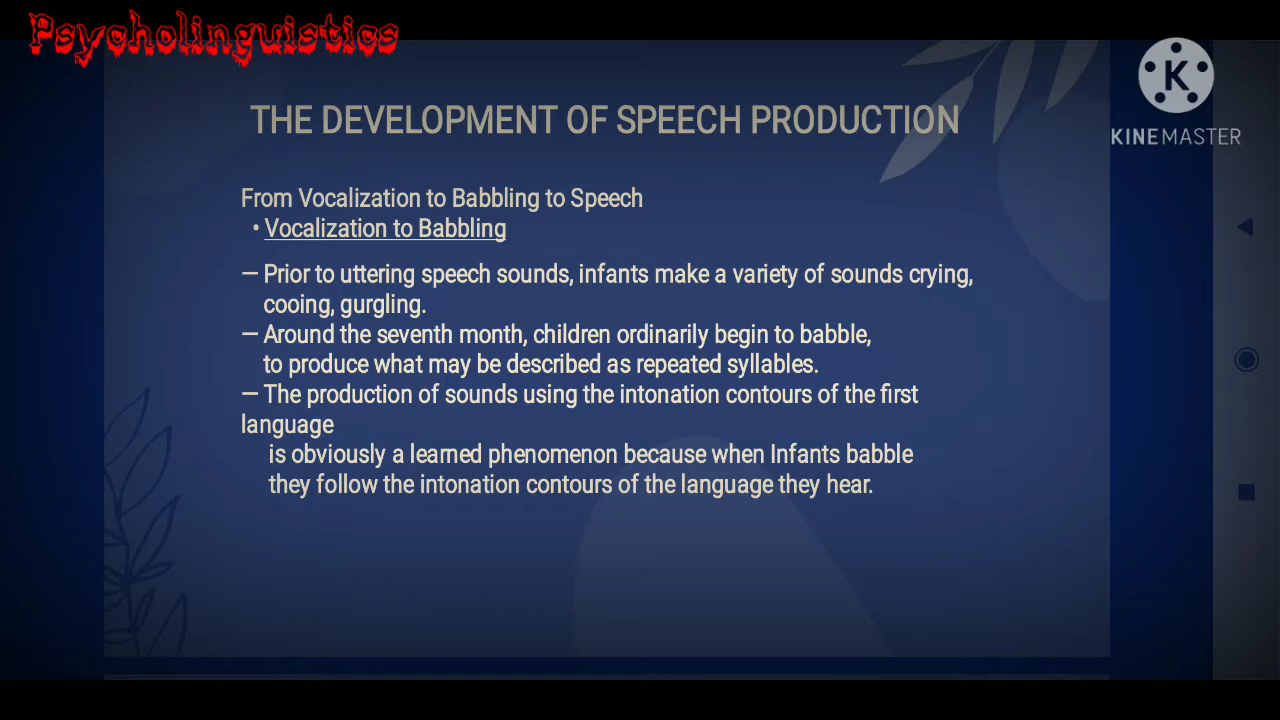 Psycholinguistics
THE DEVELOPMENT OF SPEECH PRODUCTION
K
KINEMASTER
From Vocalization to Babbling to Speech
• Vocalization to Babbling
— Prior to uttering speech sounds, infants make a variety of sounds crying,
cooing, gurgling.
— Around the seventh month, children ordinarily begin to babble,
to produce what may be described as repeated syllables.
— The production of sounds using the intonation contours of the first
language
is obviously a learned phenomenon because when Infants babble
they follow the intonation contours of the language they hear.